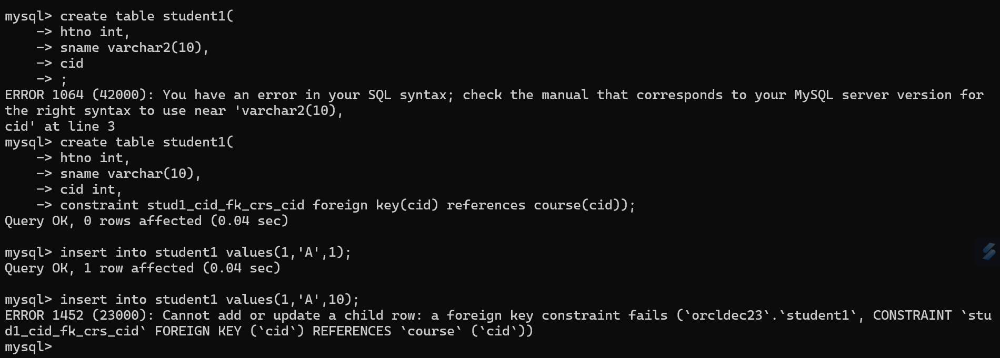 mysql> create table student1(
    -> htno int,
    -> sname varchar2(10),
    -> cid
    -> ;
ERROR 1064 (42000): You have an error in your SQL syntax; check the manual that corresponds to your MySQL server version for
the right syntax to use near 'varchar2(10),
cid' at line 3
mysql> create table student1(
    -> htno int,
    -> sname varchar(10),
    -> cid int,
    -> constraint stud1_cid_fk_crs_cid foreign key(cid) references course(cid));
Query OK, 0 rows affected (0.04 sec)

mysql> insert into student1 values(1,'A',1);
Query OK, 1 row affected (0.04 sec)

mysql> insert into student1 values(1,'A',10);
ERROR 1452 (23000): Cannot add or update a child row: a foreign key constraint fails (`orcldec23`.`student1`, CONSTRAINT `stu
d1_cid_fk_crs_cid` FOREIGN KEY (`cid`) REFERENCES `course` (`cid`))
mysql>